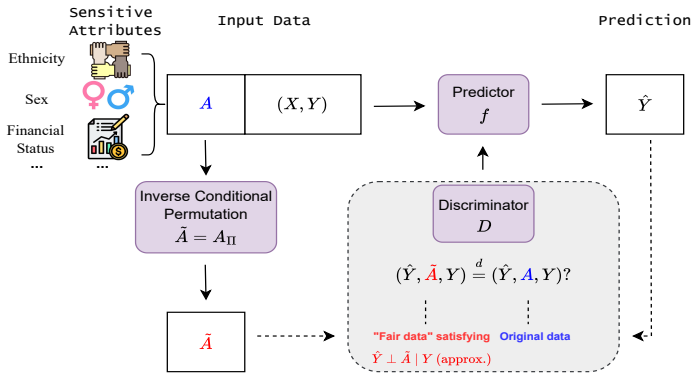 Sensitive
Attributes
Input Data
Prediction
Ethnicity
Sex
Financial
Status
...
...
A
(X, Y)
Predictor
f
Ŷ
Inverse Conditional
Permutation
Ã = A_Π
Discriminator
D
(Ŷ, Ã, Y) =ᵈ (Ŷ, A, Y)?
Ã
"Fair data" satisfying
Original data
Ŷ ⊥ Ã | Y (approx.)